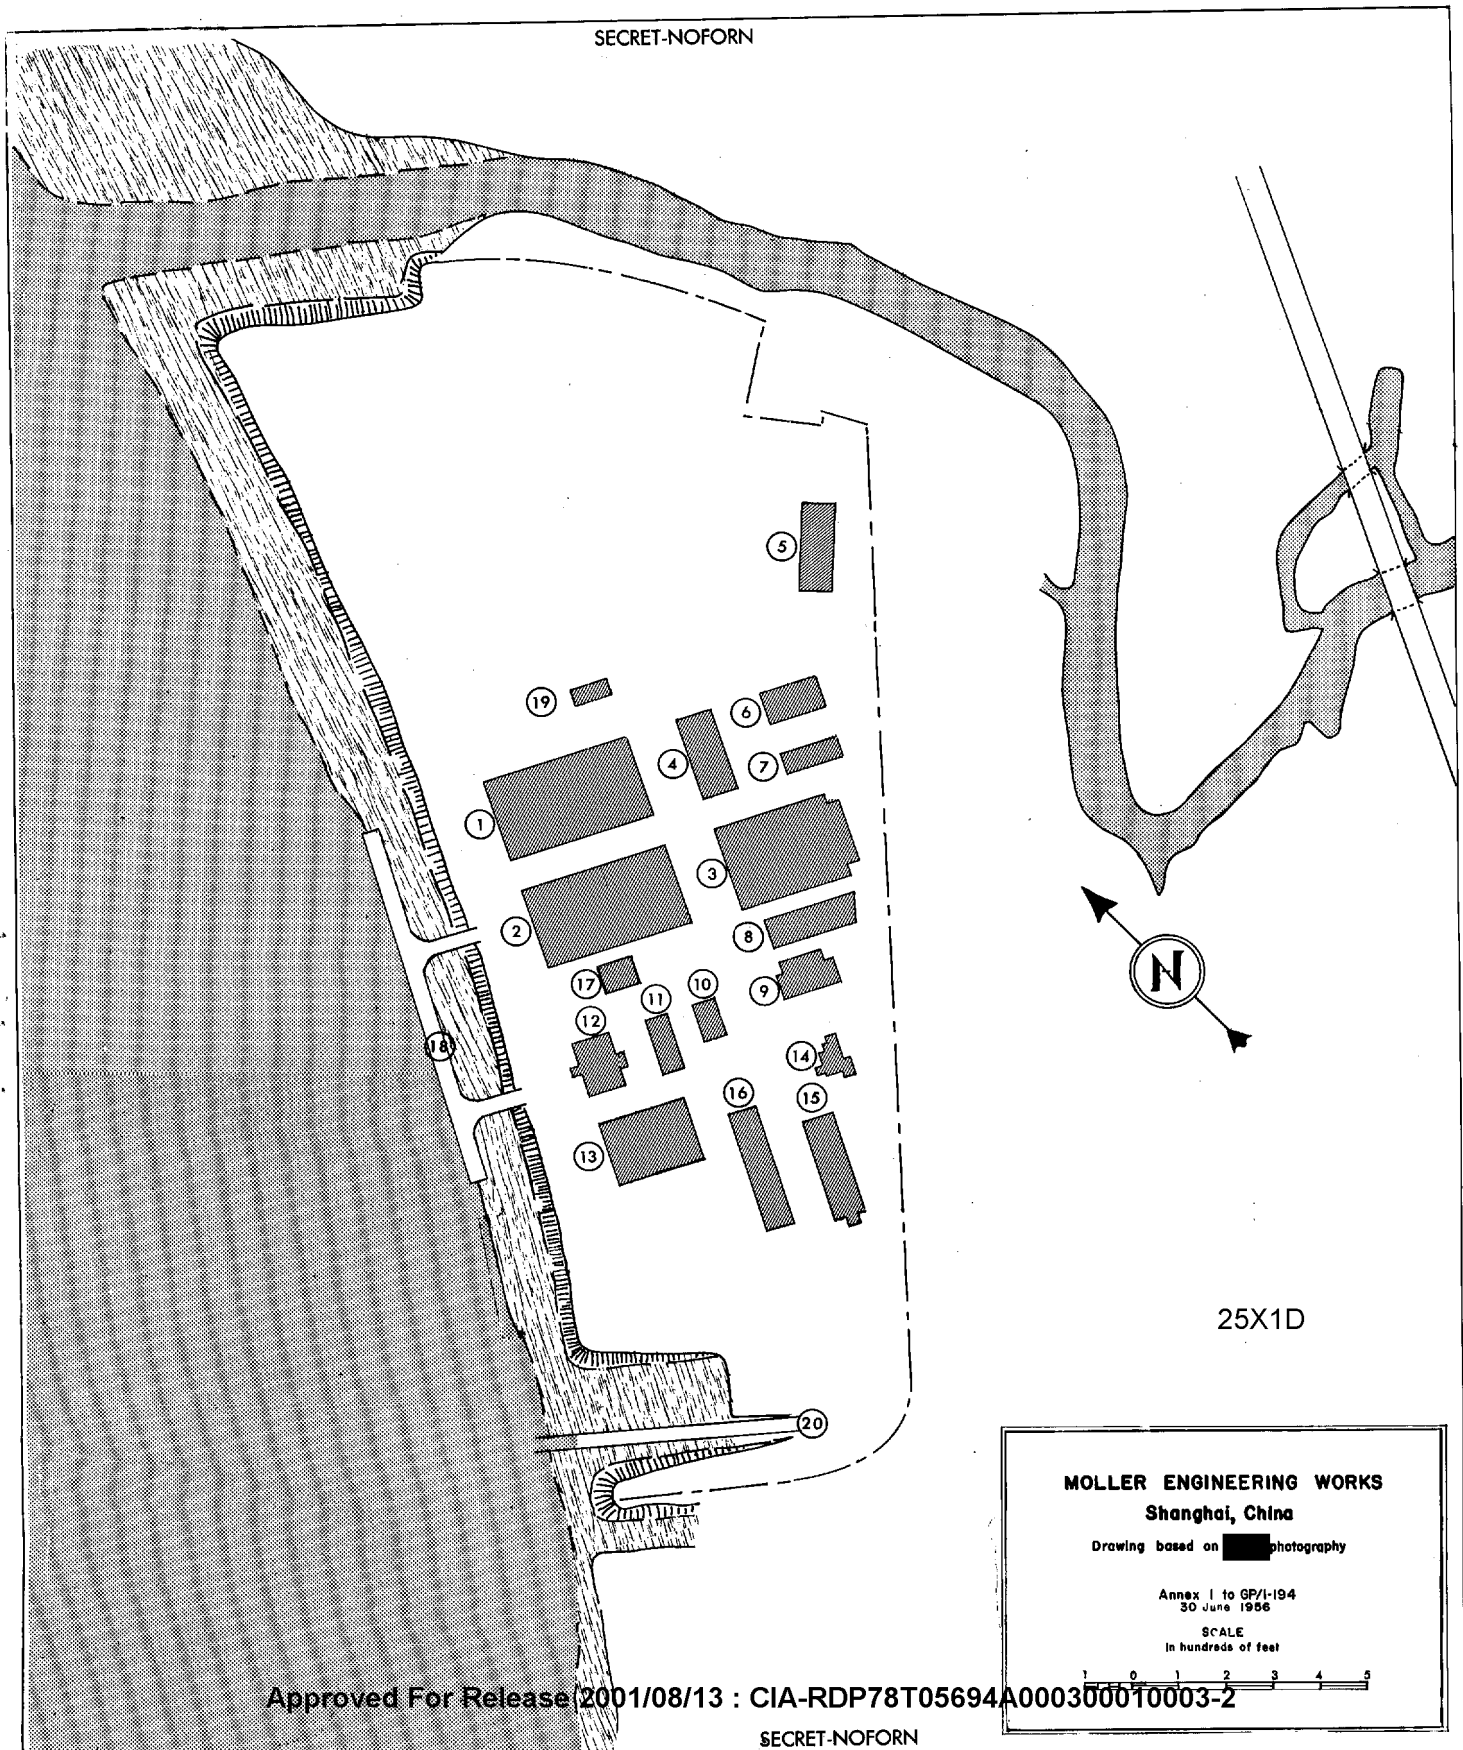 SECRET-NOFORN
5
19
6
4
7
1
3
2
8
17
10
9
11
12
18
14
16
15
13
N
25X1D
20
MOLLER ENGINEERING WORKS
Shanghai, China
Drawing based on photography
Annex 1 to GP/I-194
30 June 1956
SCALE
In hundreds of feet
1 0 1 2 3 4 5
Approved For Release 2001/08/13 : CIA-RDP78T05694A000300010003-2
SECRET-NOFORN